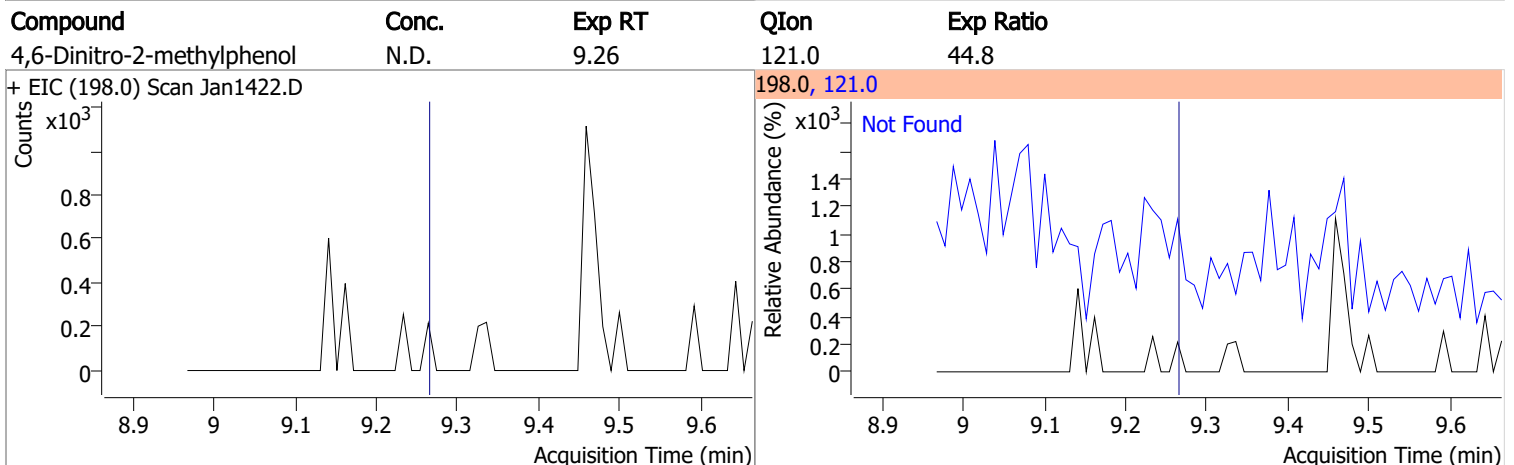 Compound Conc. Exp RT QIon Exp Ratio
4,6-Dinitro-2-methylphenol N.D. 9.26 121.0 44.8
+ EIC (198.0) Scan Jan1422.D
Counts
x10³
0.8
0.6
0.4
0.2
0
8.9 9 9.1 9.2 9.3 9.4 9.5 9.6
Acquisition Time (min)
198.0, 121.0
Relative Abundance (%)
x10³
Not Found
1.4
1.2
1
0.8
0.6
0.4
0.2
0
8.9 9 9.1 9.2 9.3 9.4 9.5 9.6
Acquisition Time (min)